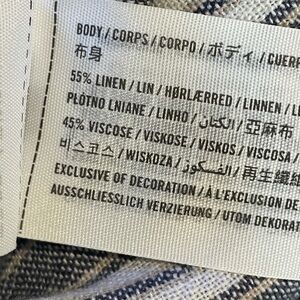 BODY / CORPS / CORPO / ボディ / CUERP
布身
55% LINEN / LIN / HØRLÆRRED / LINNEN / L
PŁÓTNO LNIANE / LINHO / الكتان / 亞麻布
45% VISCOSE / VISKOSE / VISKOS / VISCOSA
비스코스 / WISKOZA / الفسكوز / 再生纖維
EXCLUSIVE OF DECORATION / À L'EXCLUSION DE
AUSSCHLIESSLICH VERZIERUNG / UTOM DEKORAT